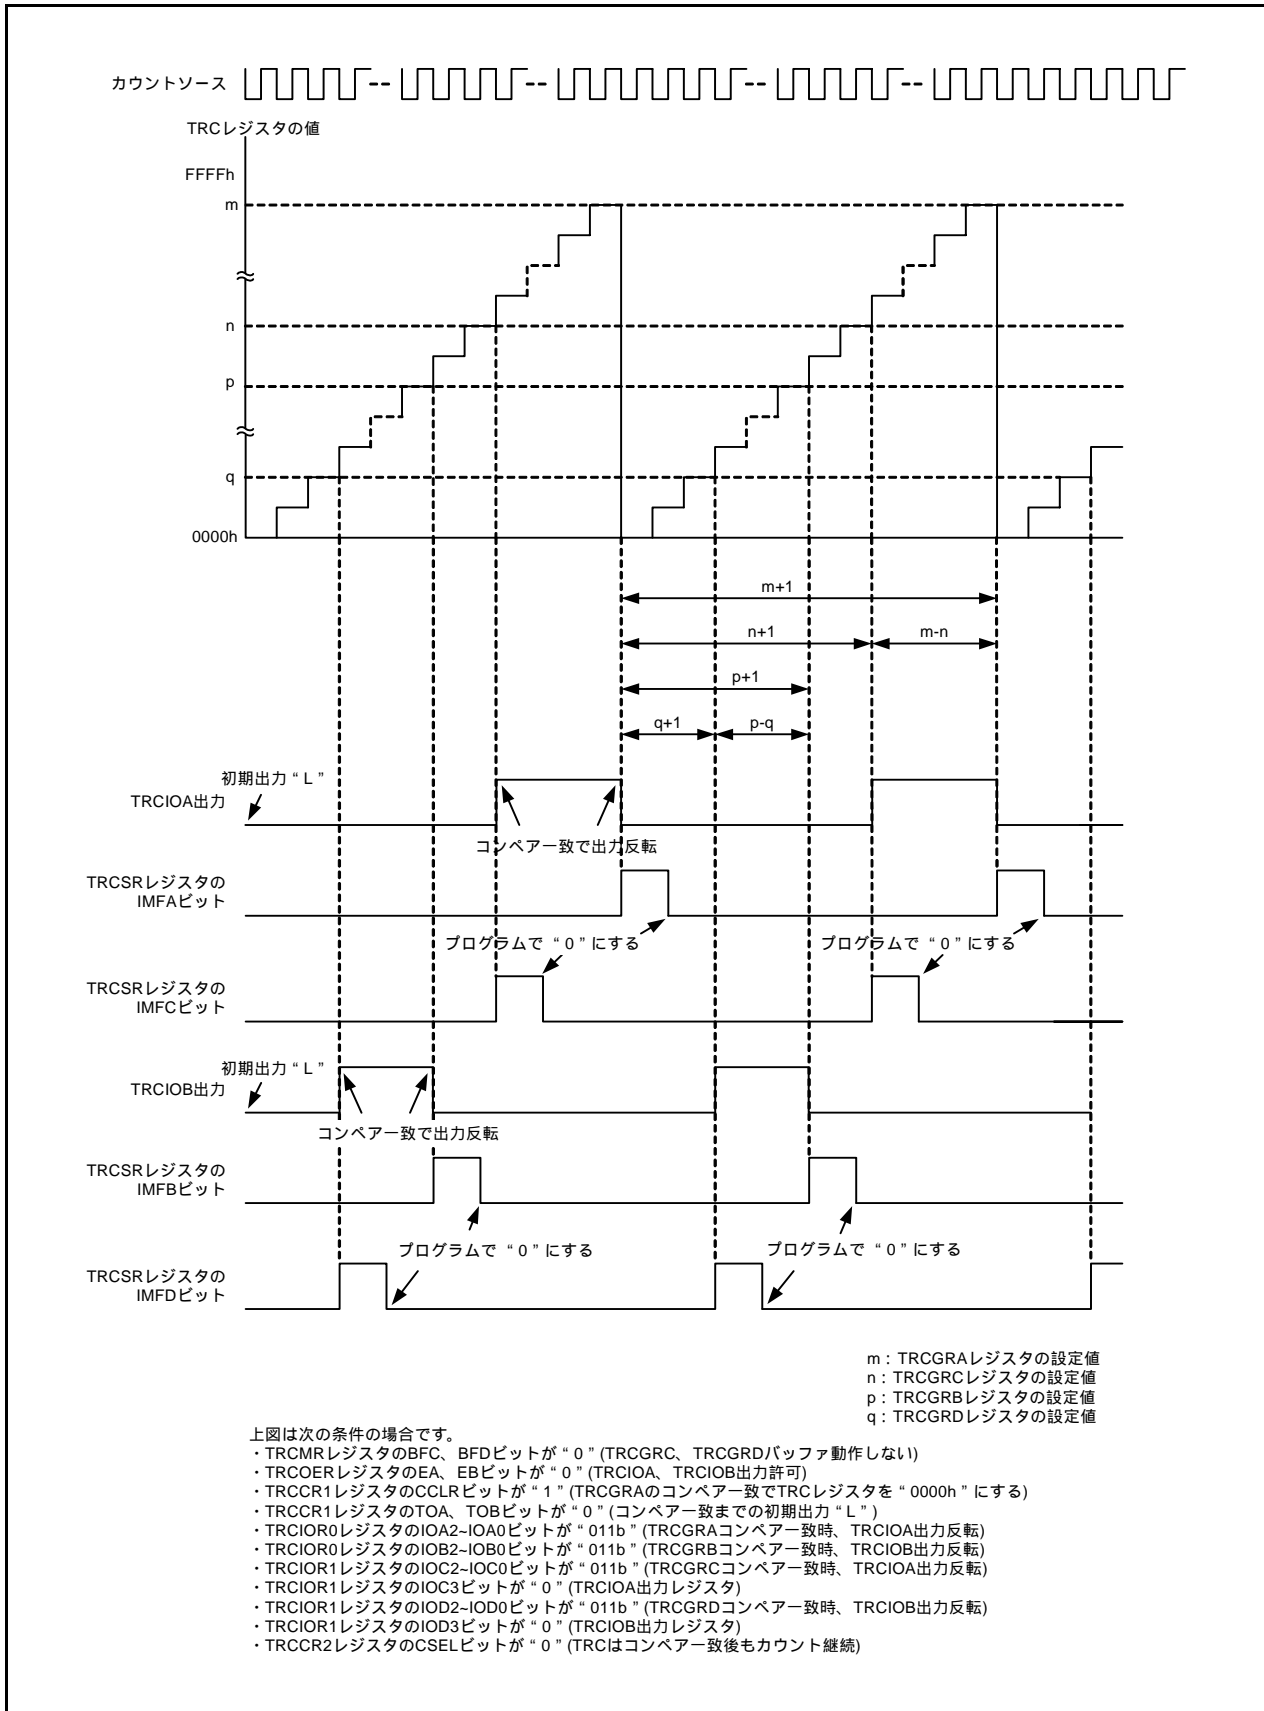 カウントソース
TRCレジスタの値
FFFFh
m
n
p
q
0000h
m+1
n+1
m-n
p+1
q+1
p-q
初期出力“L”
TRCIOA出力
コンペア一致で出力反転
TRCSRレジスタの
IMFAビット
プログラムで“0”にする
プログラムで“0”にする
TRCSRレジスタの
IMFCビット
初期出力“L”
TRCIOB出力
コンペア一致で出力反転
TRCSRレジスタの
IMFBビット
プログラムで“0”にする
プログラムで“0”にする
TRCSRレジスタの
IMFDビット
m：TRCGRAレジスタの設定値
n：TRCGRCレジスタの設定値
p：TRCGRBレジスタの設定値
q：TRCGRDレジスタの設定値
上図は次の条件の場合です。
・TRCMRレジスタのBFC、BFDビットが“0”(TRCGRC、TRCGRDバッファ動作しない)
・TRCOERレジスタのEA、EBビットが“0”(TRCIOA、TRCIOB出力許可)
・TRCCR1レジスタのCCLRビットが“1”(TRCGRAのコンペア一致でTRCレジスタを“0000h”にする)
・TRCCR1レジスタのTOA、TOBビットが“0”(コンペア一致までの初期出力“L”)
・TRCIOR0レジスタのIOA2~IOA0ビットが“011b”(TRCGRAコンペア一致時、TRCIOA出力反転)
・TRCIOR0レジスタのIOB2~IOB0ビットが“011b”(TRCGRBコンペア一致時、TRCIOB出力反転)
・TRCIOR1レジスタのIOC2~IOC0ビットが“011b”(TRCGRCコンペア一致時、TRCIOA出力反転)
・TRCIOR1レジスタのIOC3ビットが“0”(TRCIOA出力レジスタ)
・TRCIOR1レジスタのIOD2~IOD0ビットが“011b”(TRCGRDコンペア一致時、TRCIOB出力反転)
・TRCIOR1レジスタのIOD3ビットが“0”(TRCIOB出力レジスタ)
・TRCCR2レジスタのCSELビットが“0”(TRCはコンペア一致後もカウント継続)